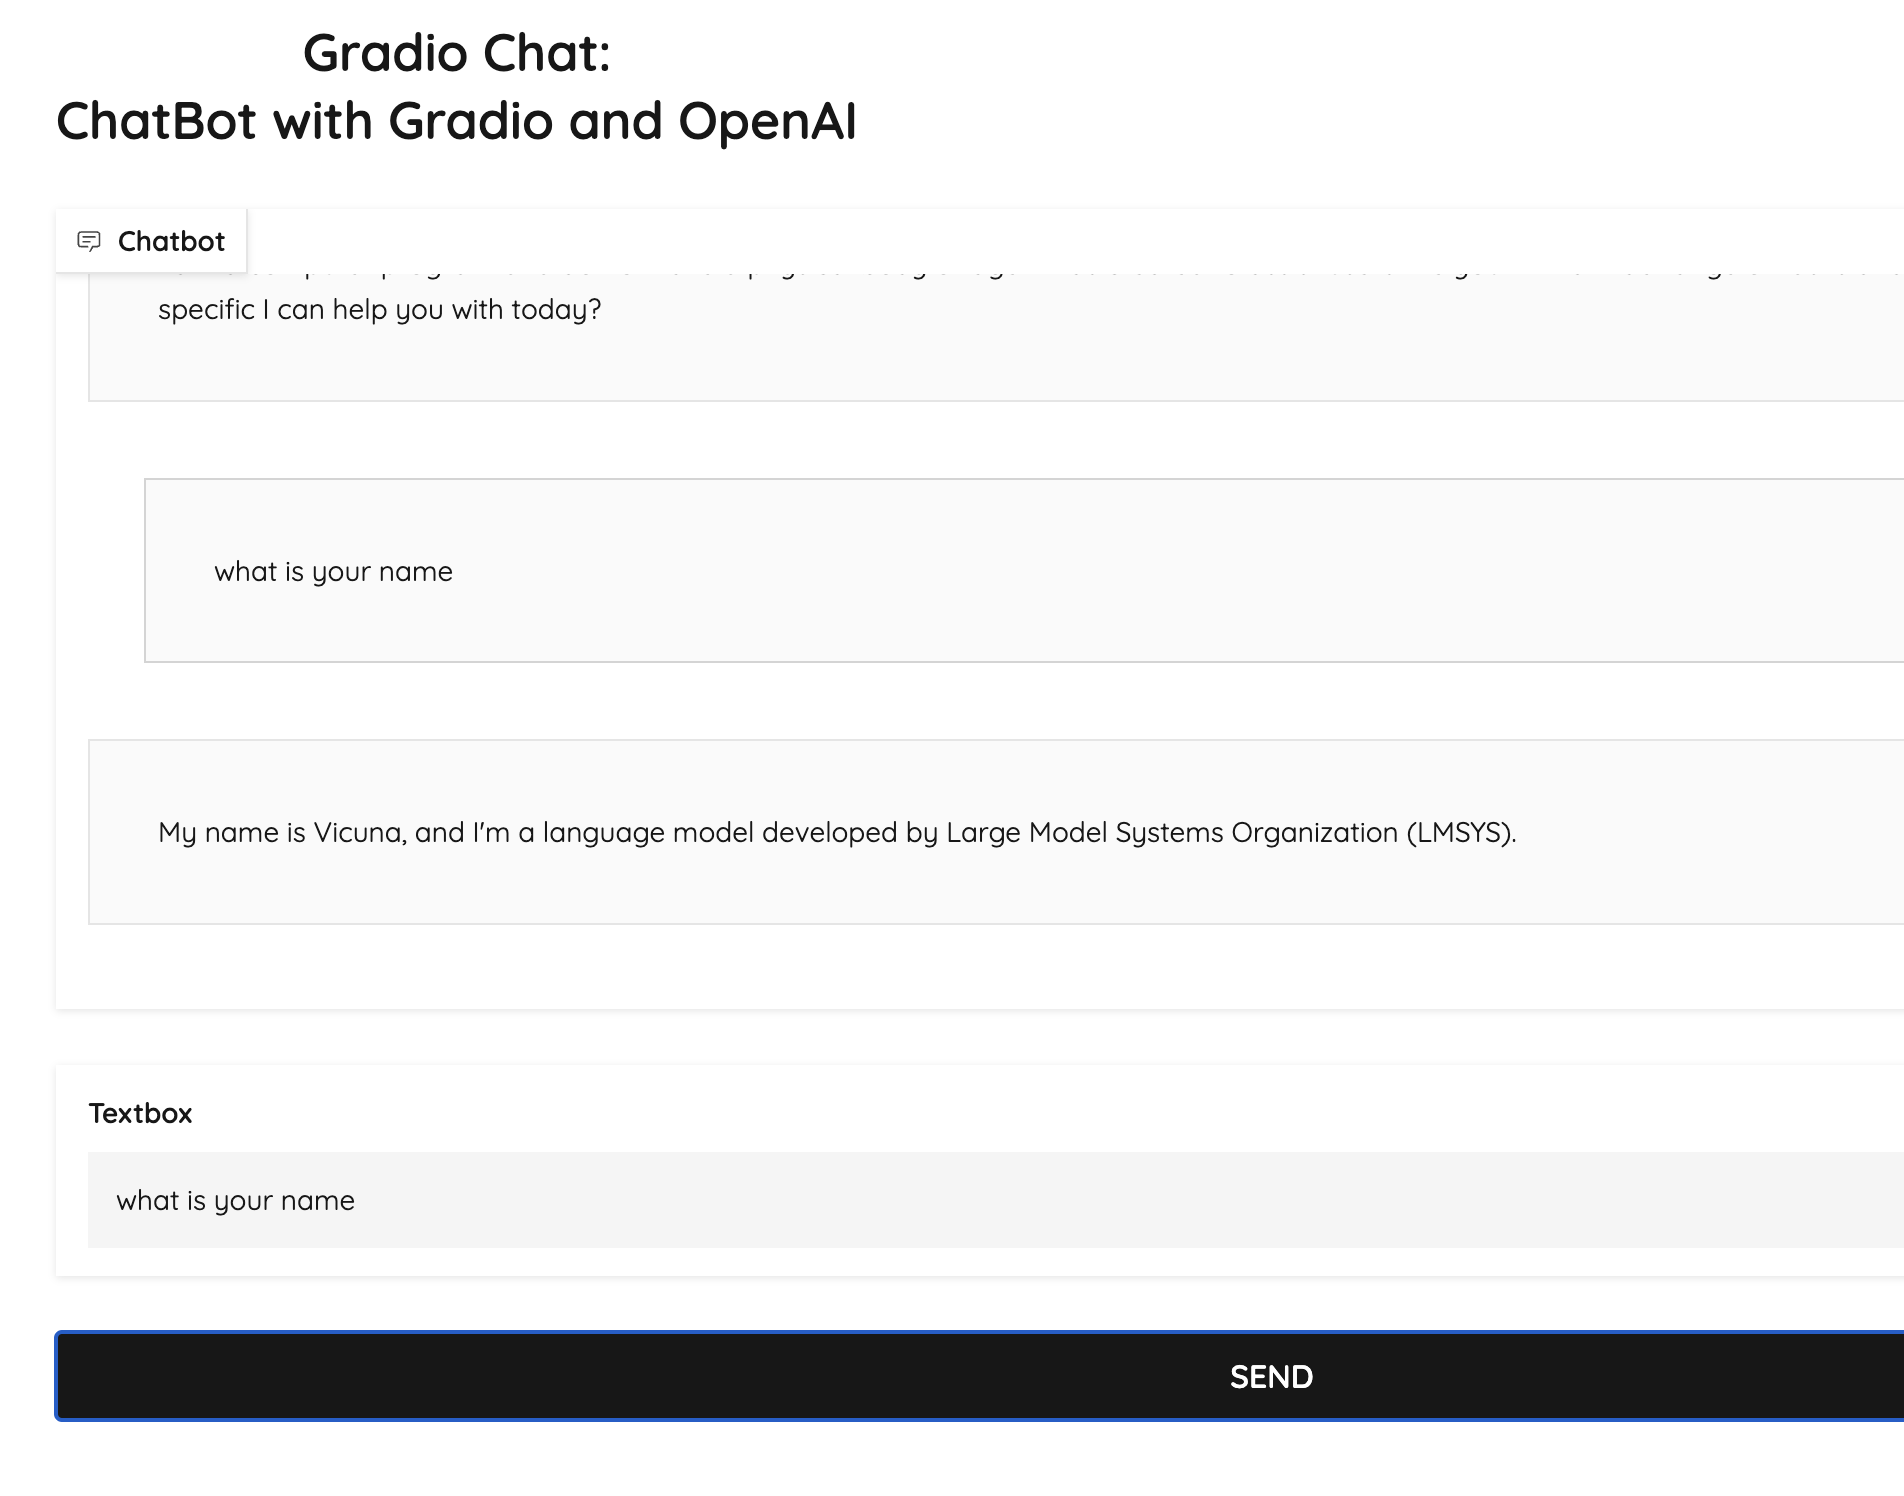 Gradio Chat:
ChatBot with Gradio and OpenAI
Chatbot
specific I can help you with today?
what is your name
My name is Vicuna, and I'm a language model developed by Large Model Systems Organization (LMSYS).
Textbox
what is your name
SEND